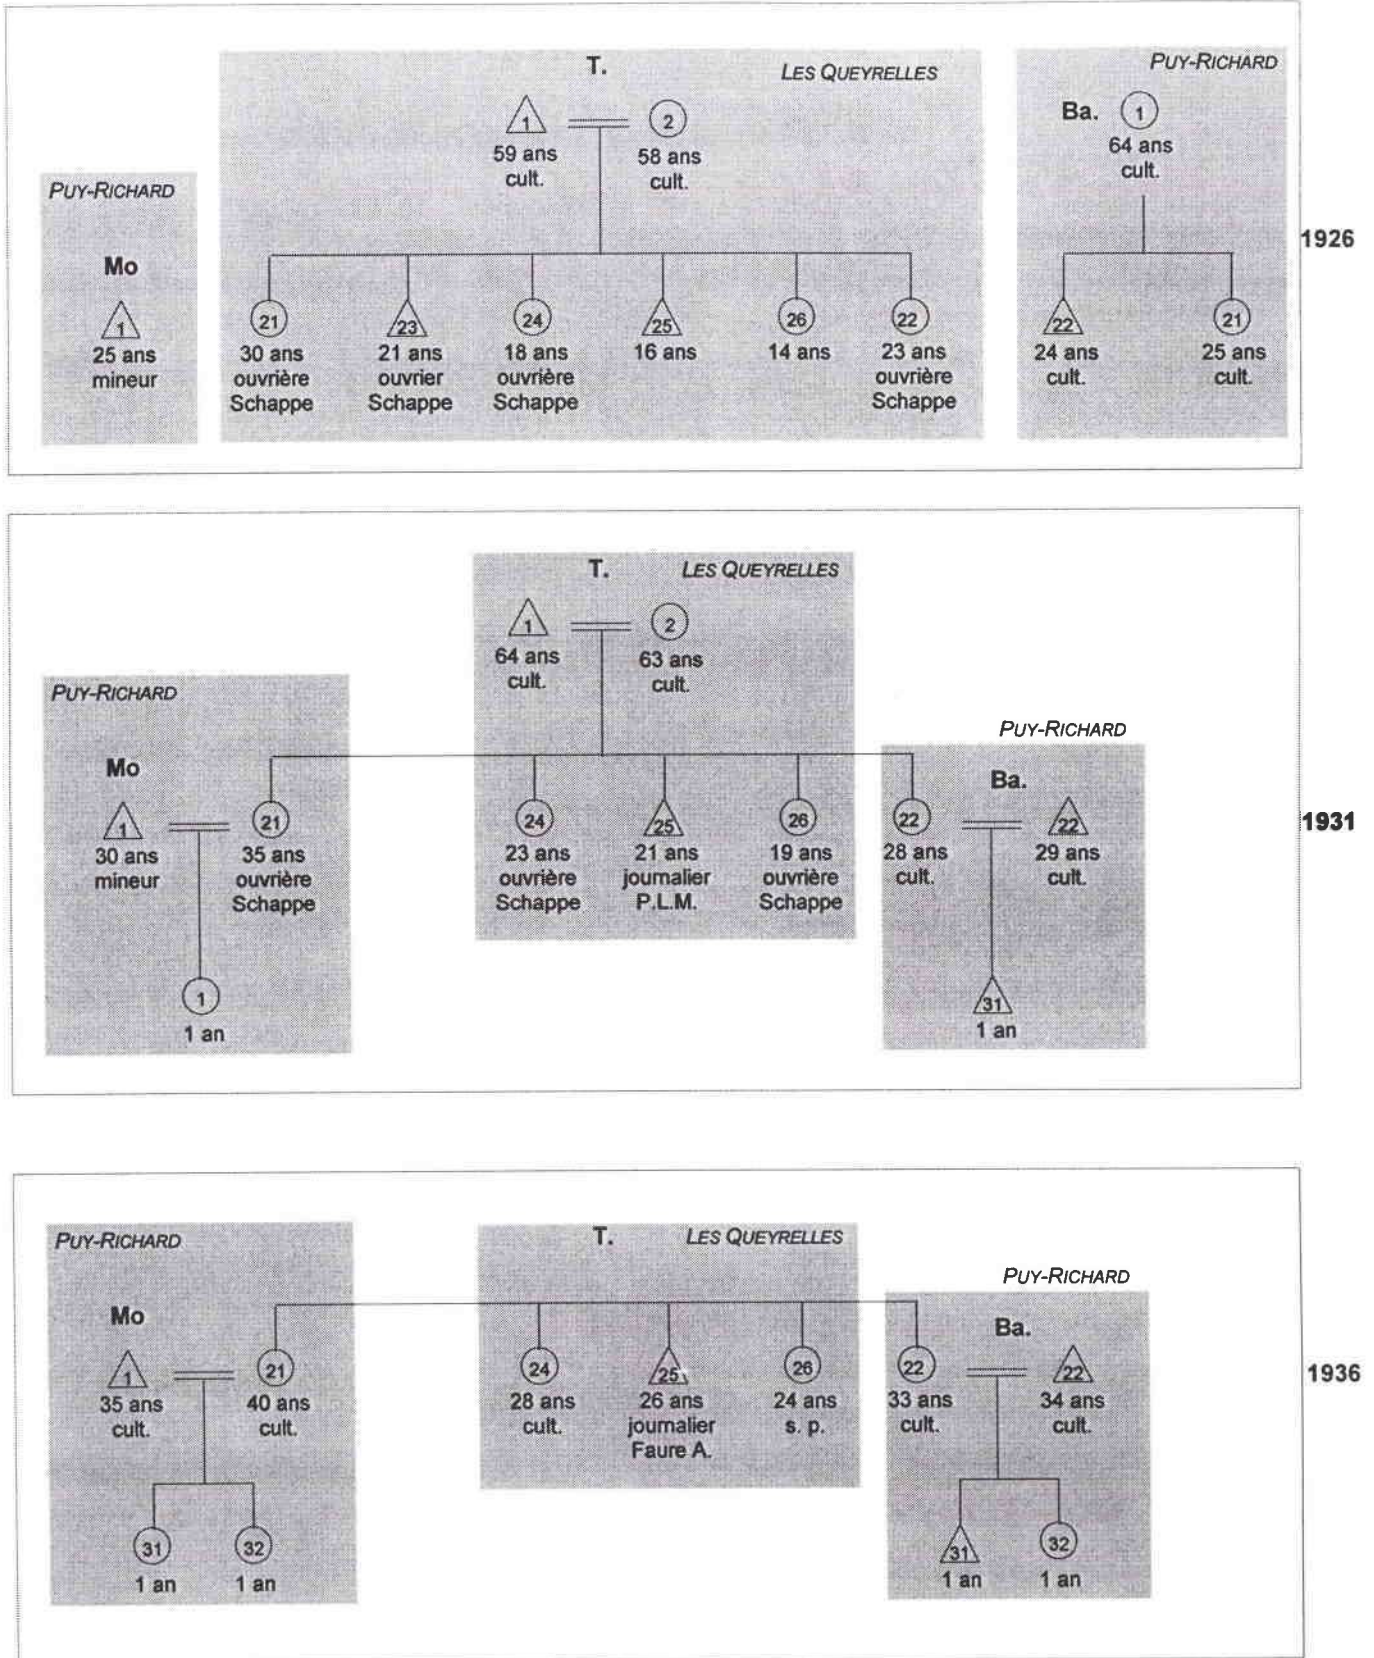 T.
LES QUEYRELLES
1
2
59 ans
cult.
58 ans
cult.
PUY-RICHARD
Mo
1
25 ans
mineur
21
30 ans
ouvrière
Schappe
23
21 ans
ouvrier
Schappe
24
18 ans
ouvrière
Schappe
25
16 ans
26
14 ans
22
23 ans
ouvrière
Schappe
PUY-RICHARD
Ba.
1
64 ans
cult.
22
24 ans
cult.
21
25 ans
cult.
1926
T.
LES QUEYRELLES
1
2
64 ans
cult.
63 ans
cult.
PUY-RICHARD
Mo
1
30 ans
mineur
21
35 ans
ouvrière
Schappe
1
1 an
24
23 ans
ouvrière
Schappe
25
21 ans
journalier
P.L.M.
26
19 ans
ouvrière
Schappe
PUY-RICHARD
Ba.
22
28 ans
cult.
22
29 ans
cult.
31
1 an
1931
PUY-RICHARD
Mo
1
35 ans
cult.
21
40 ans
cult.
31
1 an
32
1 an
T.
LES QUEYRELLES
24
28 ans
cult.
25
26 ans
journalier
Faure A.
26
24 ans
s. p.
PUY-RICHARD
Ba.
22
33 ans
cult.
22
34 ans
cult.
31
1 an
32
1 an
1936